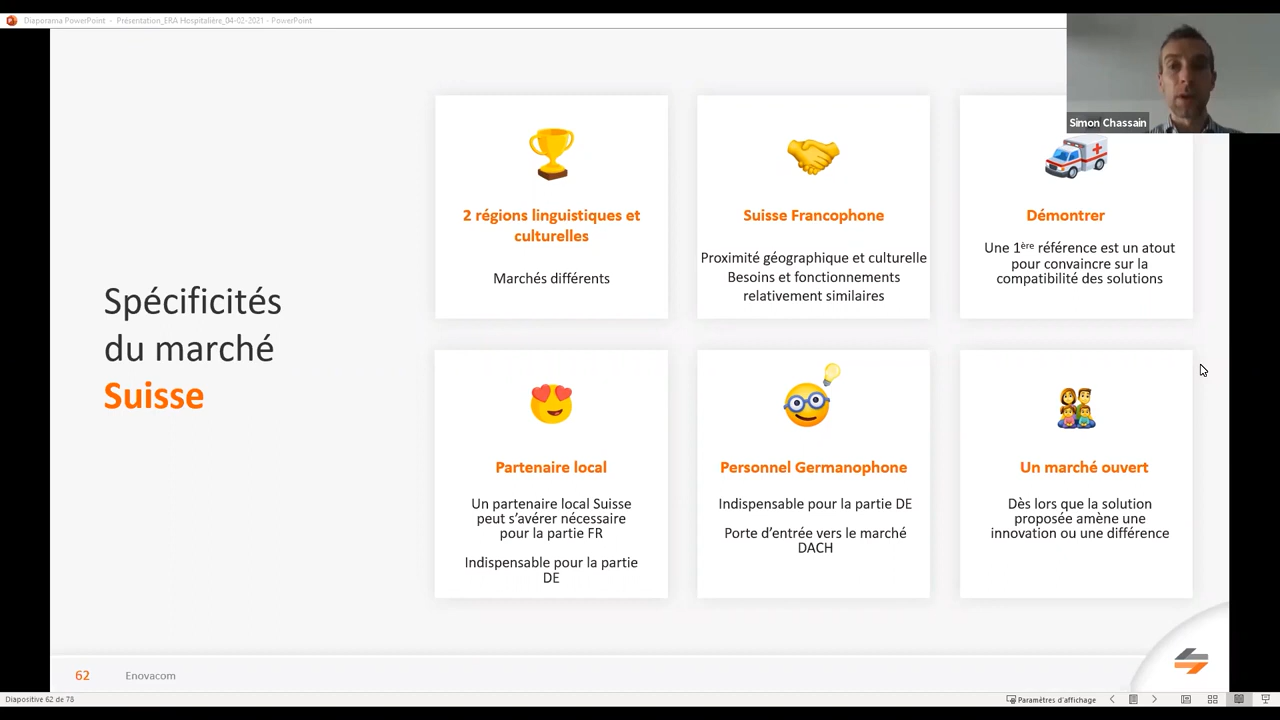 Diaporama PowerPoint - Présentation_ERA Hospitalière_04-02-2021 - PowerPoint
Simon Chassain
Spécificités
du marché
Suisse
2 régions linguistiques et
culturelles
Marchés différents
Suisse Francophone
Proximité géographique et culturelle
Besoins et fonctionnements
relativement similaires
Démontrer
Une 1ère référence est un atout
pour convaincre sur la
compatibilité des solutions
Partenaire local
Un partenaire local Suisse
peut s’avérer nécessaire
pour la partie FR
Indispensable pour la partie
DE
Personnel Germanophone
Indispensable pour la partie DE
Porte d’entrée vers le marché
DACH
Un marché ouvert
Dès lors que la solution
proposée amène une
innovation ou une différence
62 Enovacom
Diapositive 62 de 78
Paramètres d'affichage